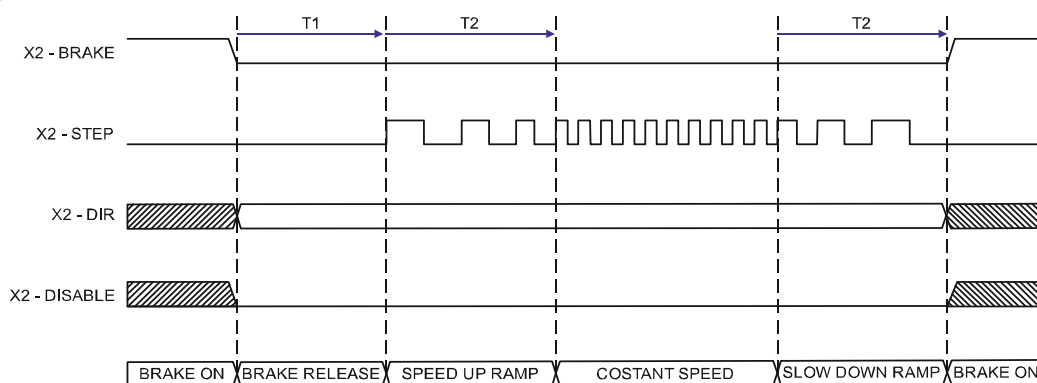 T1 T2 T2
X2 - BRAKE
X2 - STEP
X2 - DIR
X2 - DISABLE
BRAKE ON BRAKE RELEASE SPEED UP RAMP COSTANT SPEED SLOW DOWN RAMP BRAKE ON